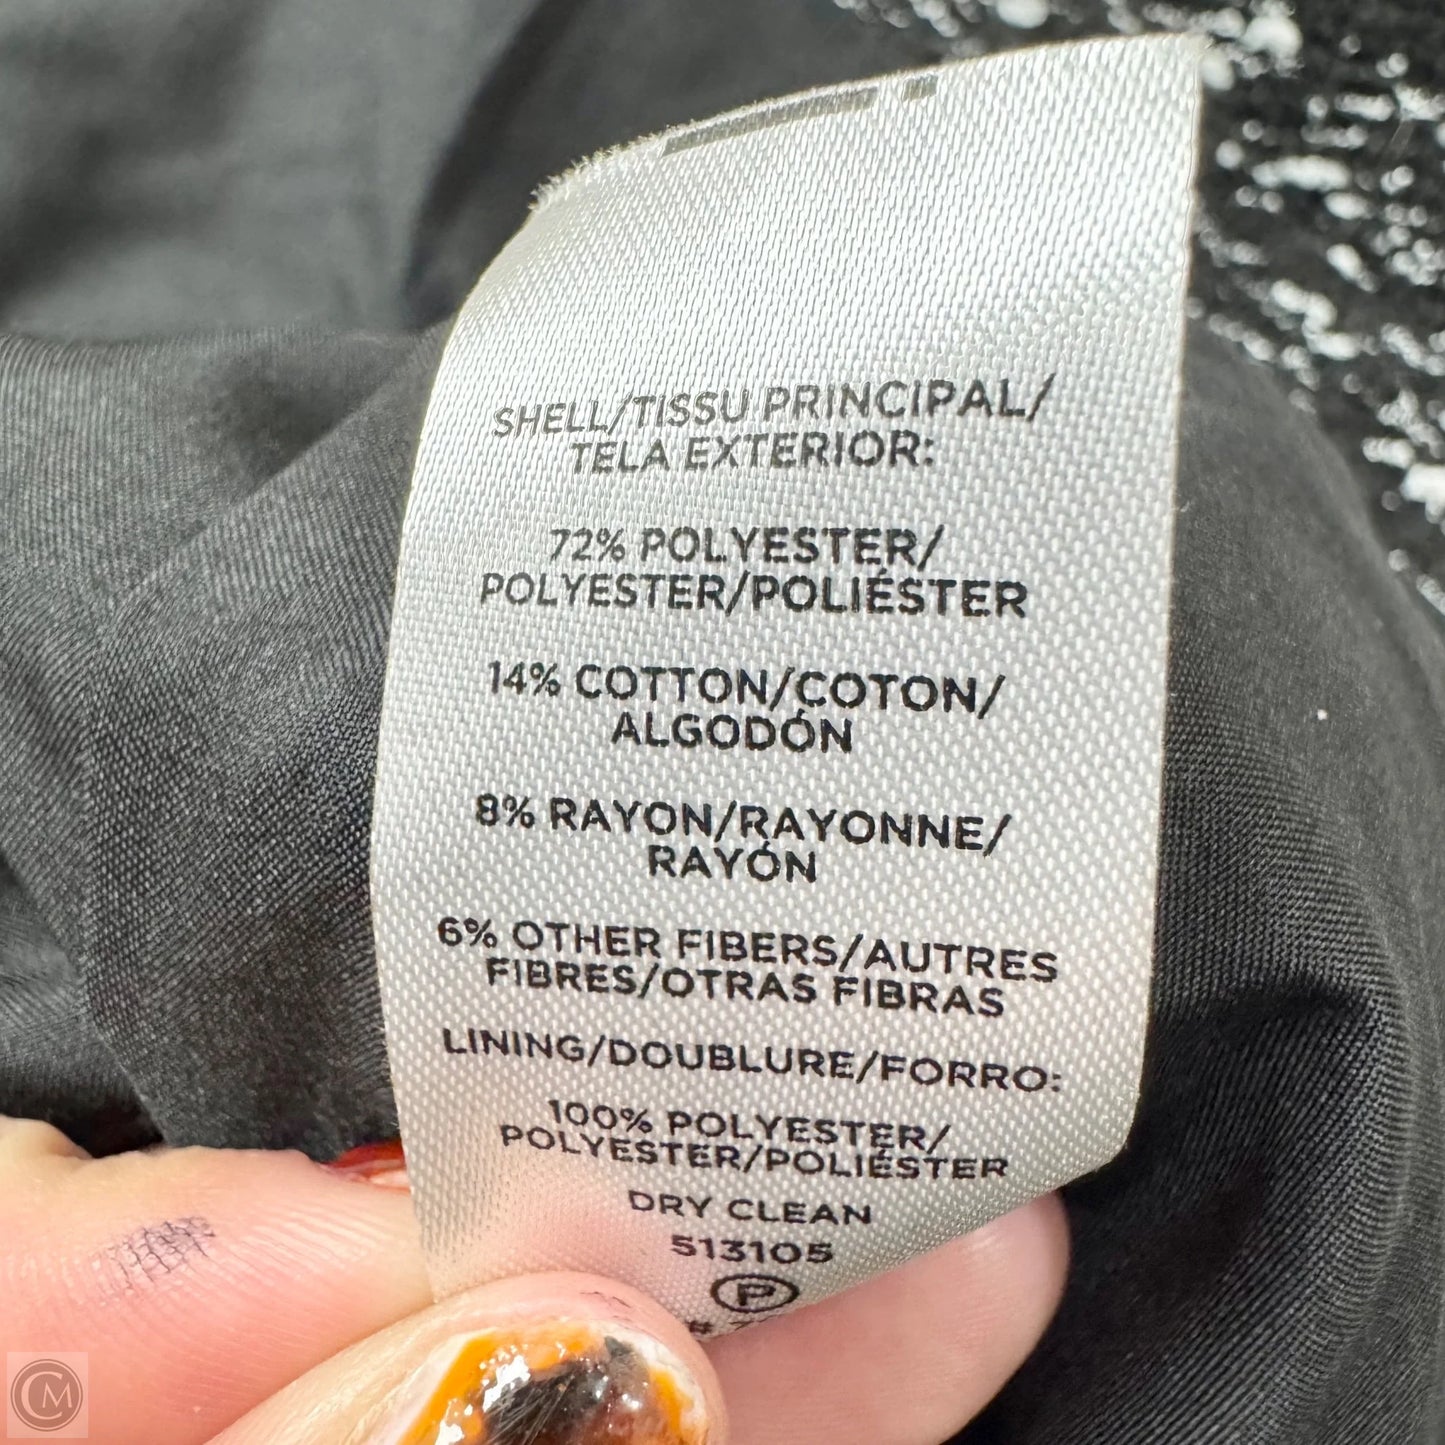 SHELL/TISSU PRINCIPAL/
TELA EXTERIOR:
72% POLYESTER/
POLYESTER/POLIÉSTER
14% COTTON/COTON/
ALGODÓN
8% RAYON/RAYONNE/
RAYÓN
6% OTHER FIBERS/AUTRES
FIBRES/OTRAS FIBRAS
LINING/DOUBLURE/FORRO:
100% POLYESTER/
POLYESTER/POLIÉSTER
DRY CLEAN
513105
P
CM